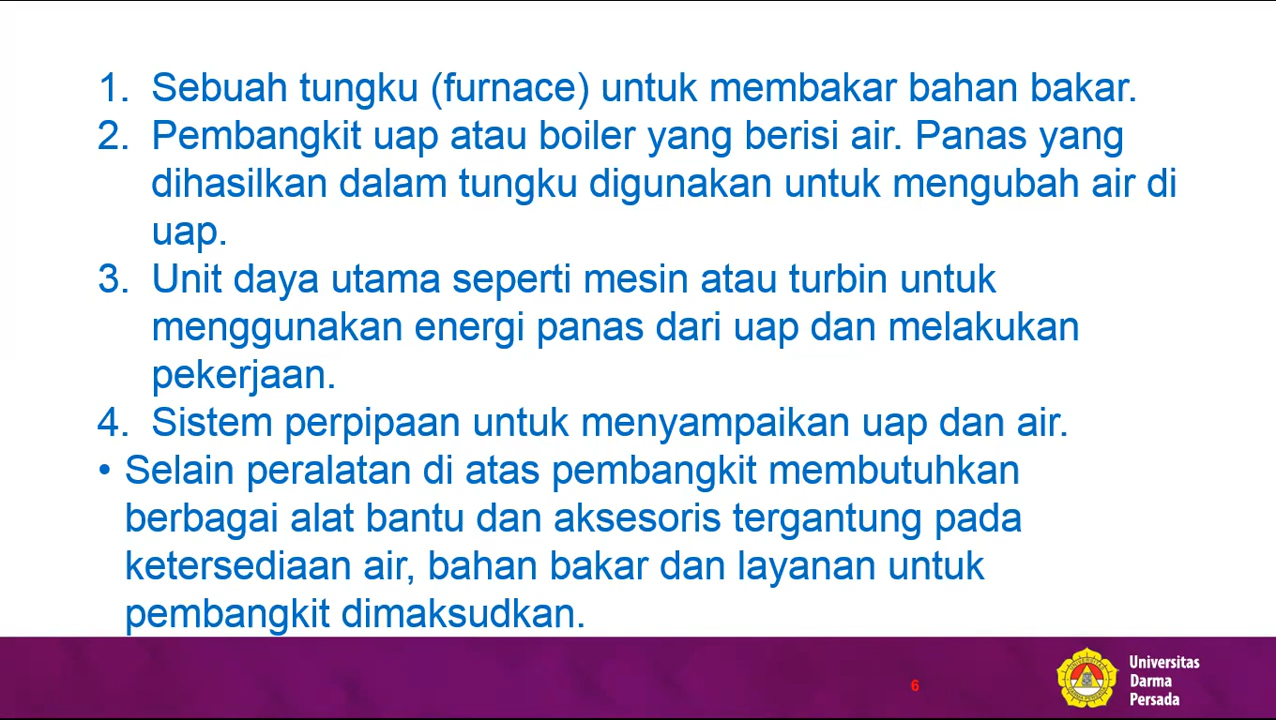 1. Sebuah tungku (furnace) untuk membakar bahan bakar.
2. Pembangkit uap atau boiler yang berisi air. Panas yang
dihasilkan dalam tungku digunakan untuk mengubah air di
uap.
3. Unit daya utama seperti mesin atau turbin untuk
menggunakan energi panas dari uap dan melakukan
pekerjaan.
4. Sistem perpipaan untuk menyampaikan uap dan air.
• Selain peralatan di atas pembangkit membutuhkan
berbagai alat bantu dan aksesoris tergantung pada
ketersediaan air, bahan bakar dan layanan untuk
pembangkit dimaksudkan.
6
Universitas
Darma
Persada